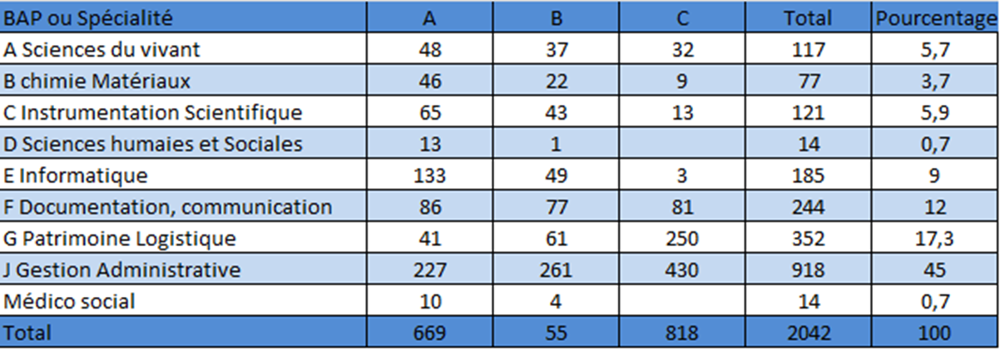 BAP ou Spécialité A B C Total Pourcentage
A Sciences du vivant 48 37 32 117 5,7
B chimie Matériaux 46 22 9 77 3,7
C Instrumentation Scientifique 65 43 13 121 5,9
D Sciences humaies et Sociales 13 1 14 0,7
E Informatique 133 49 3 185 9
F Documentation, communication 86 77 81 244 12
G Patrimoine Logistique 41 61 250 352 17,3
J Gestion Administrative 227 261 430 918 45
Médico social 10 4 14 0,7
Total 669 55 818 2042 100